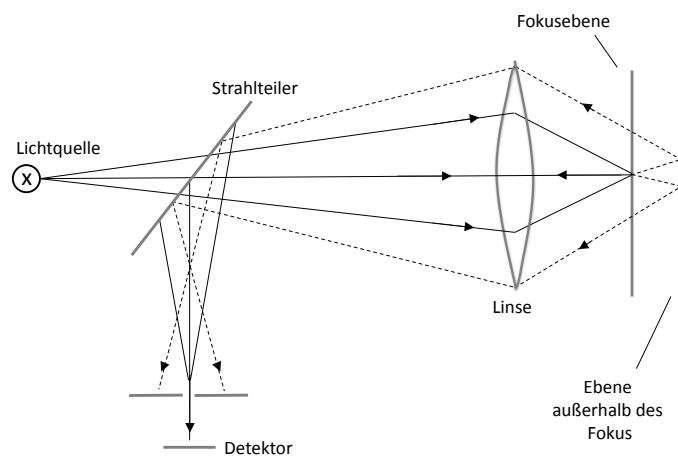 Fokusebene
Strahlteiler
Lichtquelle
X
Linse
Ebene
außerhalb des
Fokus
Detektor